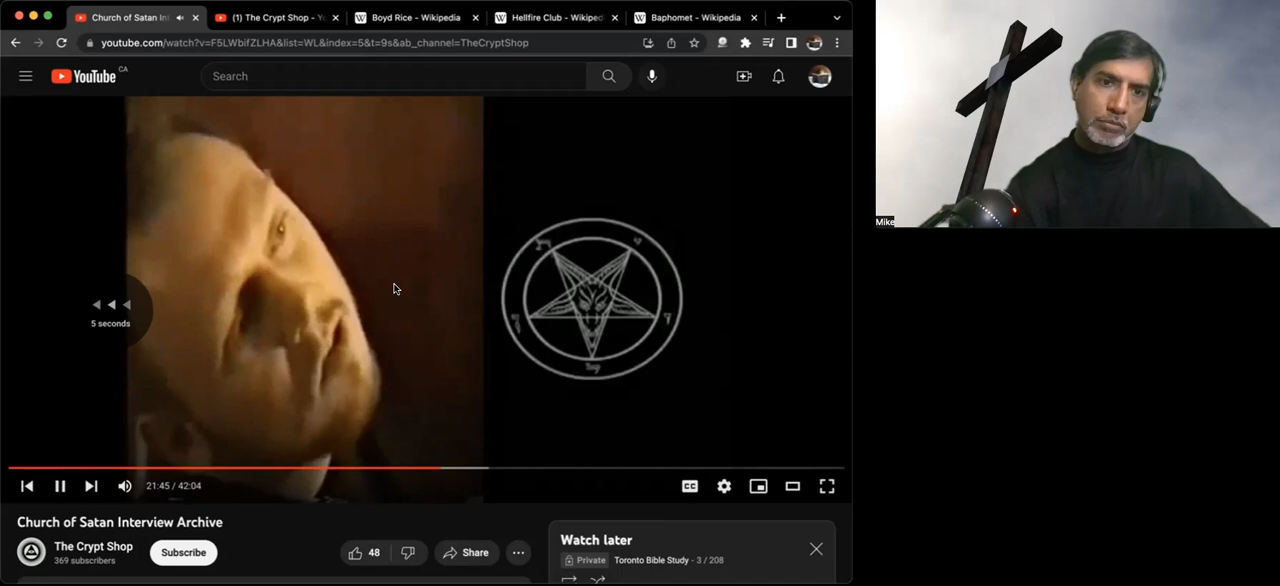 Church of Satan In
(1) The Crypt Shop - Y
Boyd Rice - Wikipedia
Hellfire Club - Wikiped
Baphomet - Wikipedia
youtube.com/watch?v=F5LWbifZLHA&list=WL&index=5&t=9s&ab_channel=TheCryptShop
YouTube CA
Search
5 seconds
Mike
21:45 / 42:04
CC
Church of Satan Interview Archive
The Crypt Shop
369 subscribers
Subscribe
48
Share
Watch later
Private
Toronto Bible Study - 3 / 208